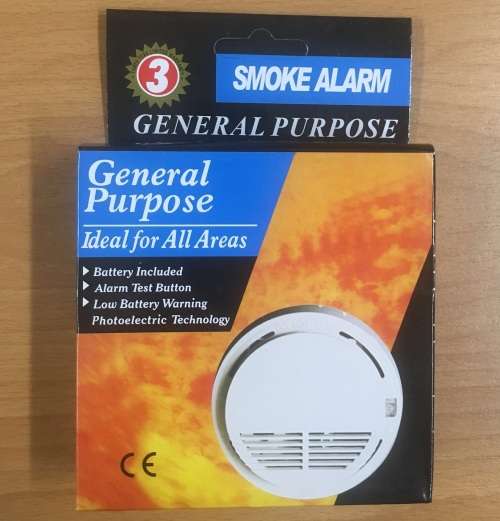 3
SMOKE ALARM
GENERAL PURPOSE
General
Purpose
Ideal for All Areas
Battery Included
Alarm Test Button
Low Battery Warning
Photoelectric Technology
CE